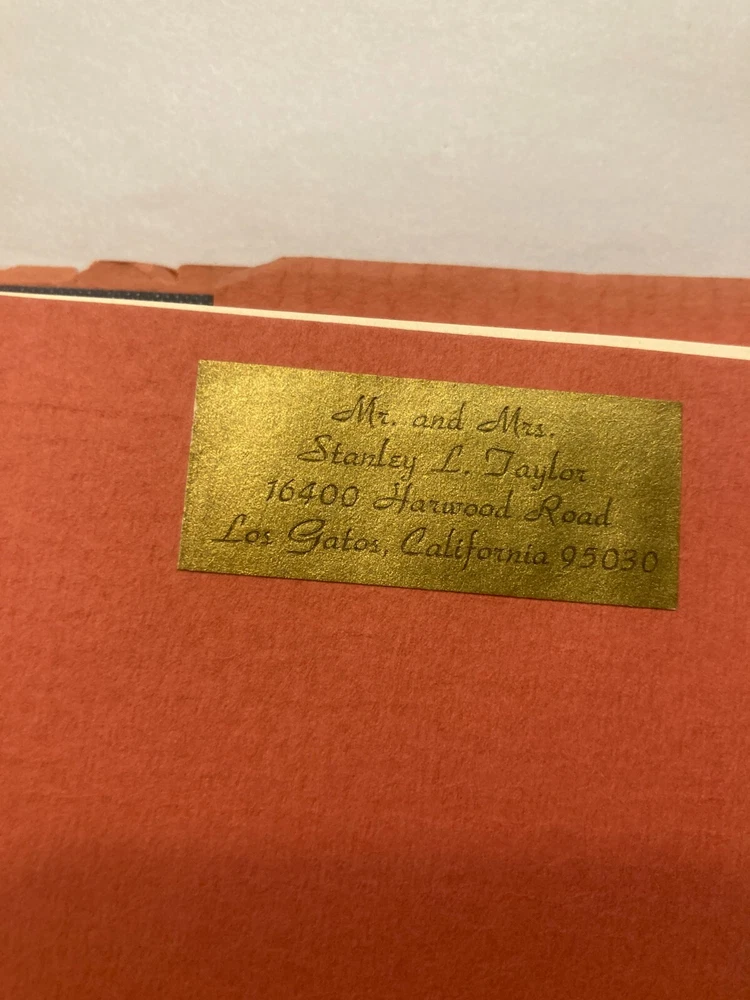 Mr. and Mrs.
Stanley L. Taylor
16400 Harwood Road
Los Gatos, California 95030